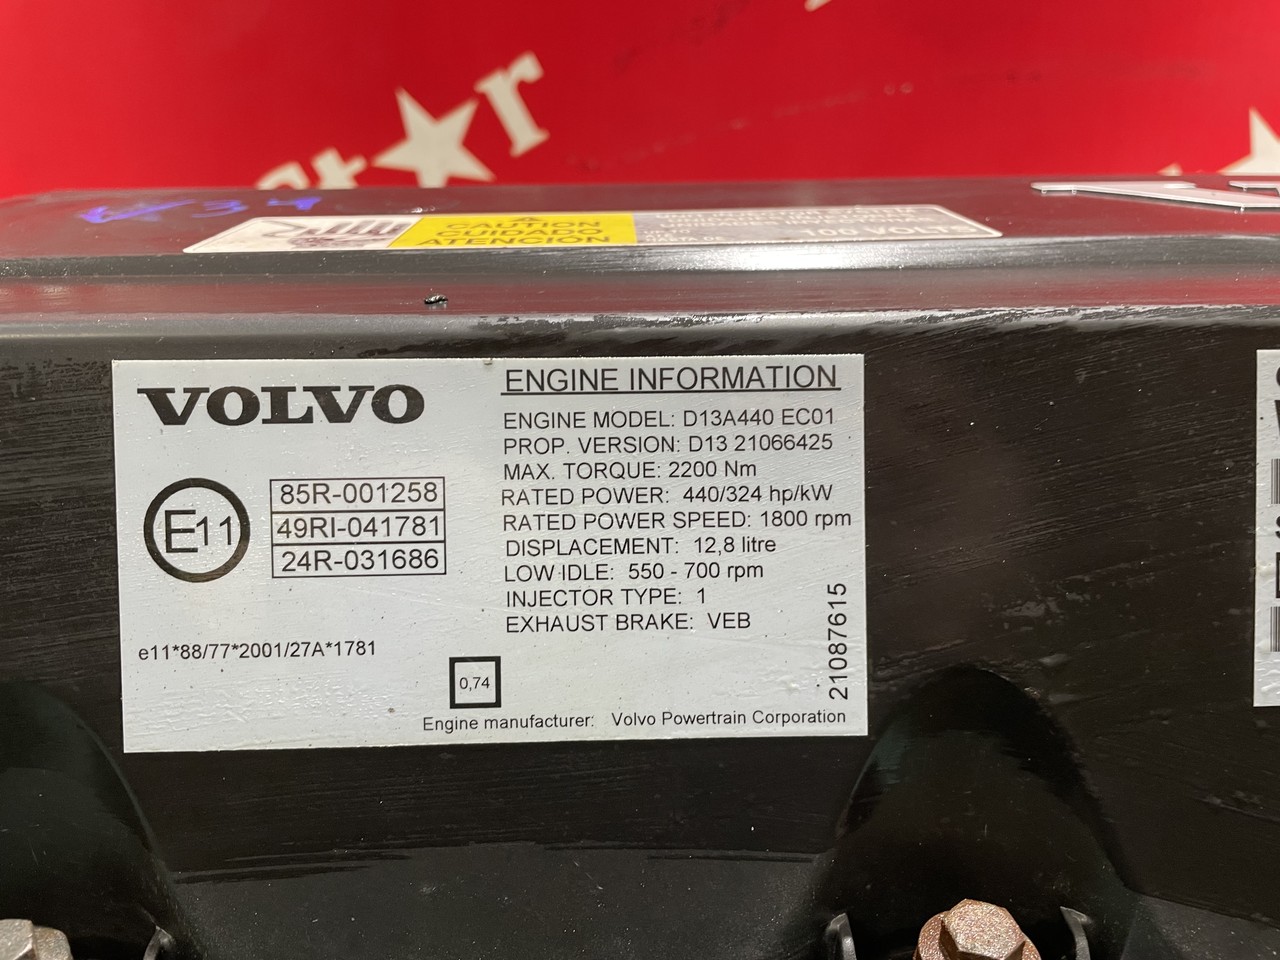 CAUTION
CUIDADO
ATENCION
100 VOLT
VOLVO
E11
85R-001258
49RI-041781
24R-031686
e11*88/77*2001/27A*1781
ENGINE INFORMATION
ENGINE MODEL: D13A440 EC01
PROP. VERSION: D13 21066425
MAX. TORQUE: 2200 Nm
RATED POWER: 440/324 hp/kW
RATED POWER SPEED: 1800 rpm
DISPLACEMENT: 12,8 litre
LOW IDLE: 550 - 700 rpm
INJECTOR TYPE: 1
EXHAUST BRAKE: VEB
21087615
0,74
Engine manufacturer: Volvo Powertrain Corporation